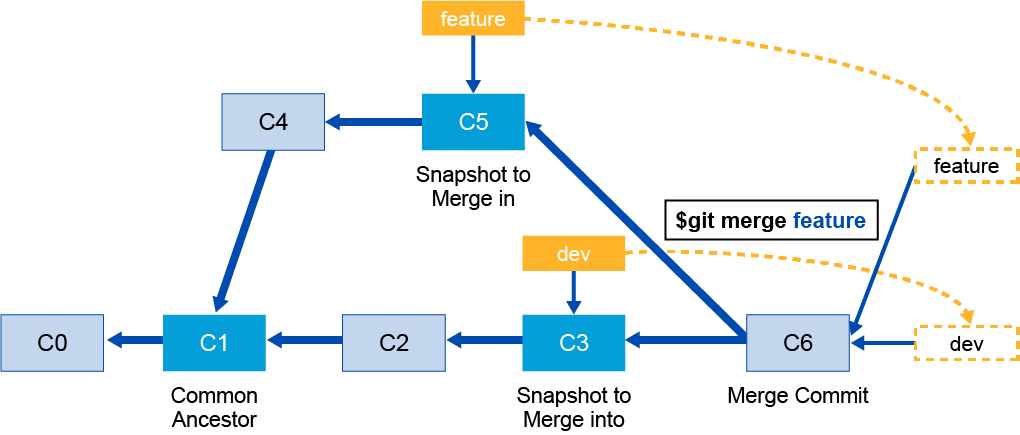 feature
C4
C5
Snapshot to
Merge in
feature
$git merge feature
dev
C0
C1
C2
C3
C6
dev
Common
Ancestor
Snapshot to
Merge into
Merge Commit